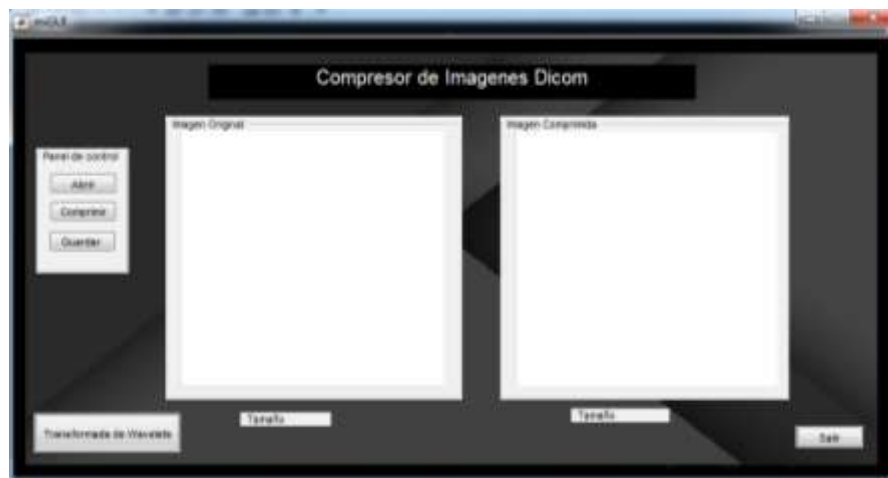 miGUI
Compresor de Imagenes Dicom
Imagen Original
Imagen Comprimida
Panel de control
Abrir
Comprimir
Guardar
Tamaño
Tamaño
Transformada de Wavelets
Salir